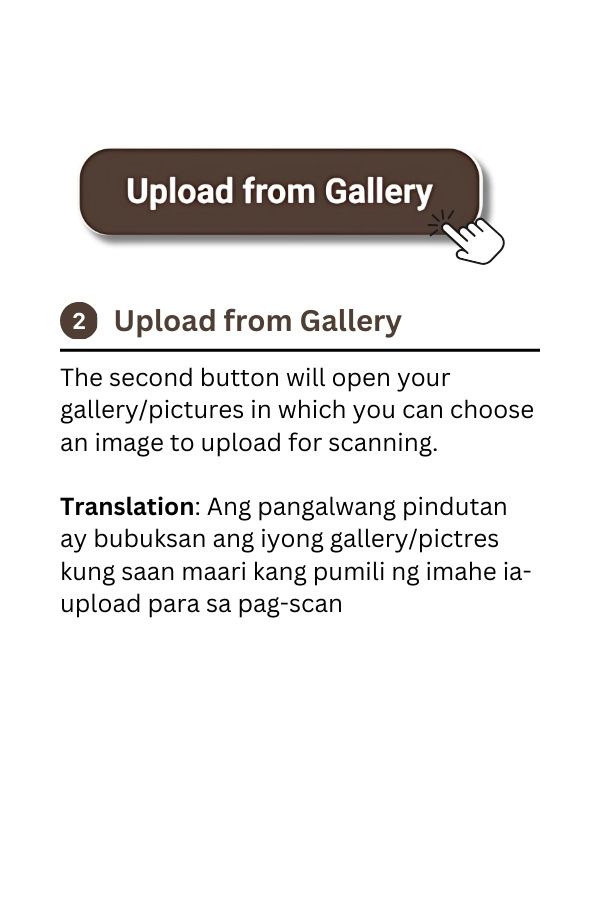 Upload from Gallery
2 Upload from Gallery
The second button will open your
gallery/pictures in which you can choose
an image to upload for scanning.
Translation: Ang pangalwang pindutan
ay bubuksan ang iyong gallery/pictres
kung saan maari kang pumili ng imahe ia-
upload para sa pag-scan